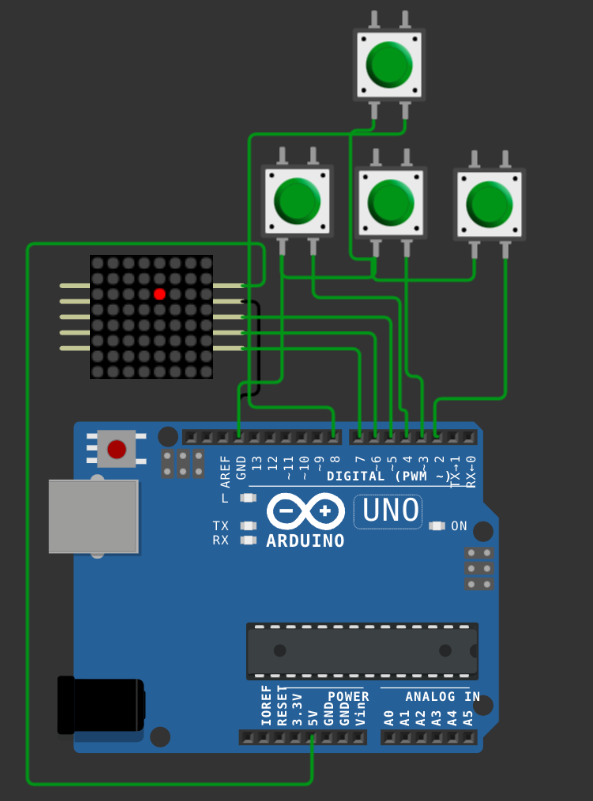 AREF
GND
13
12
~11
~10
~9
8
7
~6
~5
4
~3
2
TX→1
RX←0
DIGITAL (PWM ~)
TX
RX
UNO
ARDUINO
ON
IOREF
RESET
3.3V
5V
GND
GND
Vin
POWER
ANALOG IN
A0
A1
A2
A3
A4
A5